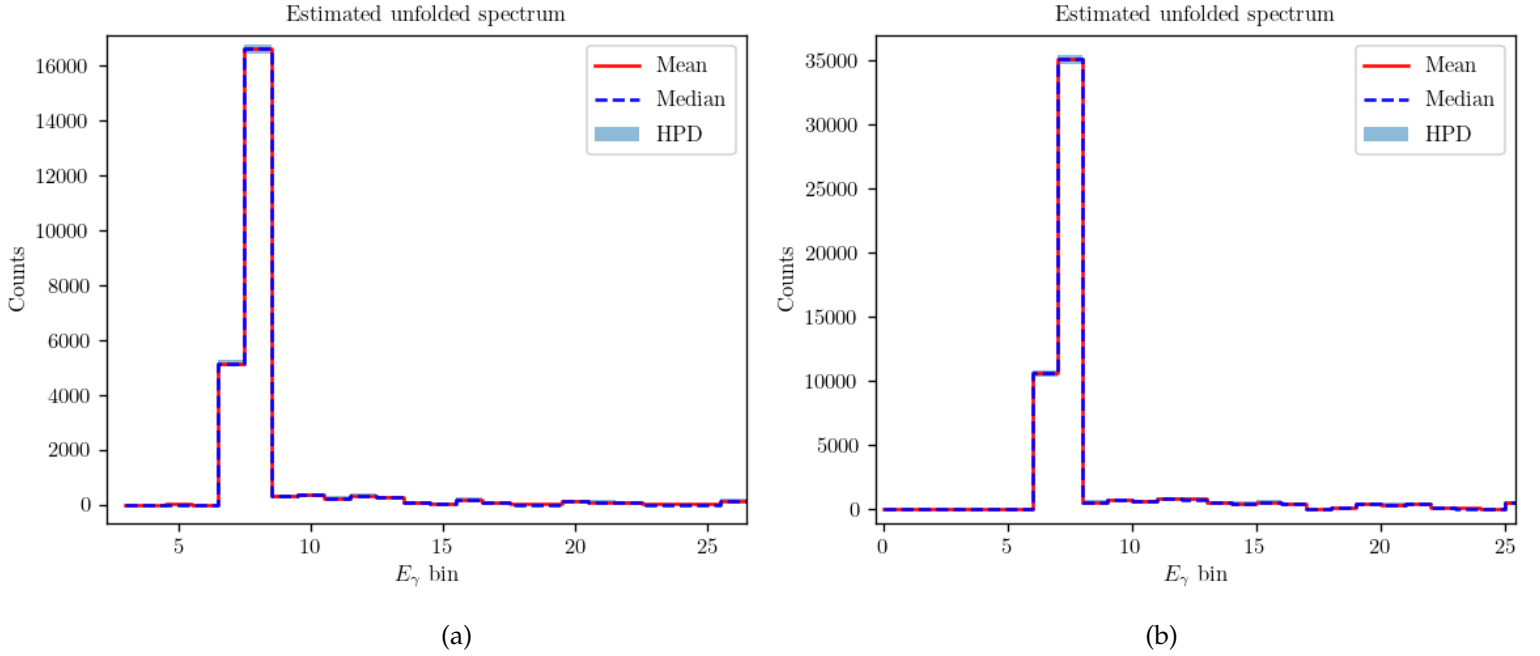 Estimated unfolded spectrum
Mean
Median
HPD
16000
14000
12000
10000
8000
6000
4000
2000
0
Counts
5
10
15
20
25
Eγ bin
(a)
Estimated unfolded spectrum
Mean
Median
HPD
35000
30000
25000
20000
15000
10000
5000
0
Counts
0
5
10
15
20
25
Eγ bin
(b)